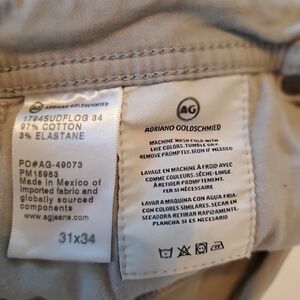 AG
ADRIANO GOLDSCHMIED
1794SUDFLOG 34
97% COTTON
3% ELASTANE
PO#AG-49073
PM15983
Made in Mexico of
imported fabric and
globally sourced
components
www.agjeans.com
31x34
AG
ADRIANO GOLDSCHMIED
MACHINE WASH COLD WITH
LIKE COLORS. TUMBLE DRY.
REMOVE PROMPTLY. IRON IF NEEDED
LAVAGE EN MACHINE À FROID AVEC
COMME COULEURS. SÈCHE-LINGE
À RETIRER PROMPTEMENT.
FER SI NÉCESSAIRE
LAVAR A MAQUINA CON AGUA FRIA-
CON COLORES SIMILARES. SECAR EN
SECADORA RETIRAR RAPIDAMENTE.
PLANCHA SI ES NECESARIO